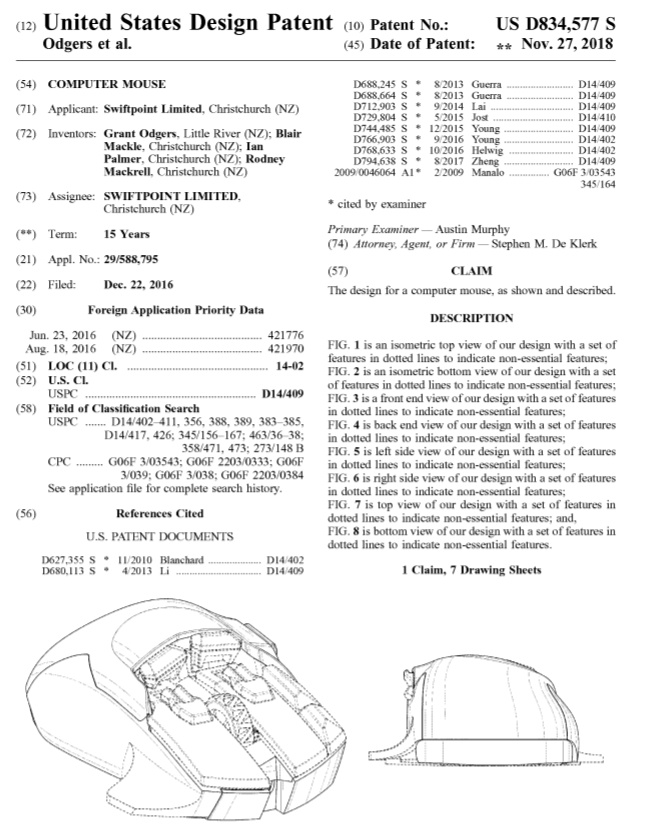 (12) United States Design Patent (10) Patent No.: US D834,577 S
Odgers et al. (45) Date of Patent: ** Nov. 27, 2018
(54) COMPUTER MOUSE
(71) Applicant: Swiftpoint Limited, Christchurch (NZ)
(72) Inventors: Grant Odgers, Little River (NZ); Blair
Mackle, Christchurch (NZ); Ian
Palmer, Christchurch (NZ); Rodney
Mackrell, Christchurch (NZ)
(73) Assignee: SWIFTPOINT LIMITED,
Christchurch (NZ)
(**) Term: 15 Years
(21) Appl. No.: 29/588,795
(22) Filed: Dec. 22, 2016
(30) Foreign Application Priority Data
Jun. 23, 2016 (NZ) .................................... 421776
Aug. 18, 2016 (NZ) .................................... 421970
(51) LOC (11) Cl. ........................................ 14-02
(52) U.S. Cl.
USPC .................................................... D14/409
(58) Field of Classification Search
USPC ....... D14/402-411, 356, 388, 389, 383-385,
D14/417, 426; 345/156-167; 463/36-38;
358/471, 473; 273/148 B
CPC ......... G06F 3/03543; G06F 2203/0333; G06F
3/039; G06F 3/038; G06F 2203/0384
See application file for complete search history.
(56) References Cited
U.S. PATENT DOCUMENTS
D627,355 S * 11/2010 Blanchard .................... D14/402
D680,113 S * 4/2013 Li ................................ D14/409
D688,245 S * 8/2013 Guerra ......................... D14/409
D688,664 S * 8/2013 Guerra ......................... D14/409
D712,903 S * 9/2014 Lai .............................. D14/409
D729,804 S * 5/2015 Jost ............................. D14/410
D744,485 S * 12/2015 Young .......................... D14/409
D766,903 S * 9/2016 Young .......................... D14/402
D768,633 S * 10/2016 Helwig ......................... D14/402
D794,638 S * 8/2017 Zheng .......................... D14/409
2009/0046064 A1* 2/2009 Manalo ............... G06F 3/03543
345/164
* cited by examiner
Primary Examiner — Austin Murphy
(74) Attorney, Agent, or Firm — Stephen M. De Klerk
(57) CLAIM
The design for a computer mouse, as shown and described.
DESCRIPTION
FIG. 1 is an isometric top view of our design with a set of
features in dotted lines to indicate non-essential features;
FIG. 2 is an isometric bottom view of our design with a set
of features in dotted lines to indicate non-essential features;
FIG. 3 is a front end view of our design with a set of features
in dotted lines to indicate non-essential features;
FIG. 4 is back end view of our design with a set of features
in dotted lines to indicate non-essential features;
FIG. 5 is left side view of our design with a set of features
in dotted lines to indicate non-essential features;
FIG. 6 is right side view of our design with a set of features
in dotted lines to indicate non-essential features;
FIG. 7 is top view of our design with a set of features in
dotted lines to indicate non-essential features; and,
FIG. 8 is bottom view of our design with a set of features in
dotted lines to indicate non-essential features.
1 Claim, 7 Drawing Sheets